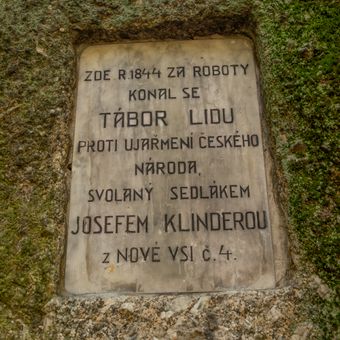 ZDE R.1844 ZA ROBOTY
KONAL SE
TÁBOR LIDU
PROTI UJAŘMENÍ ČESKÉHO
NÁRODA,
SVOLANÝ SEDLÁKEM
JOSEFEM KLINDEROU
z NOVÉ VSI č.4.